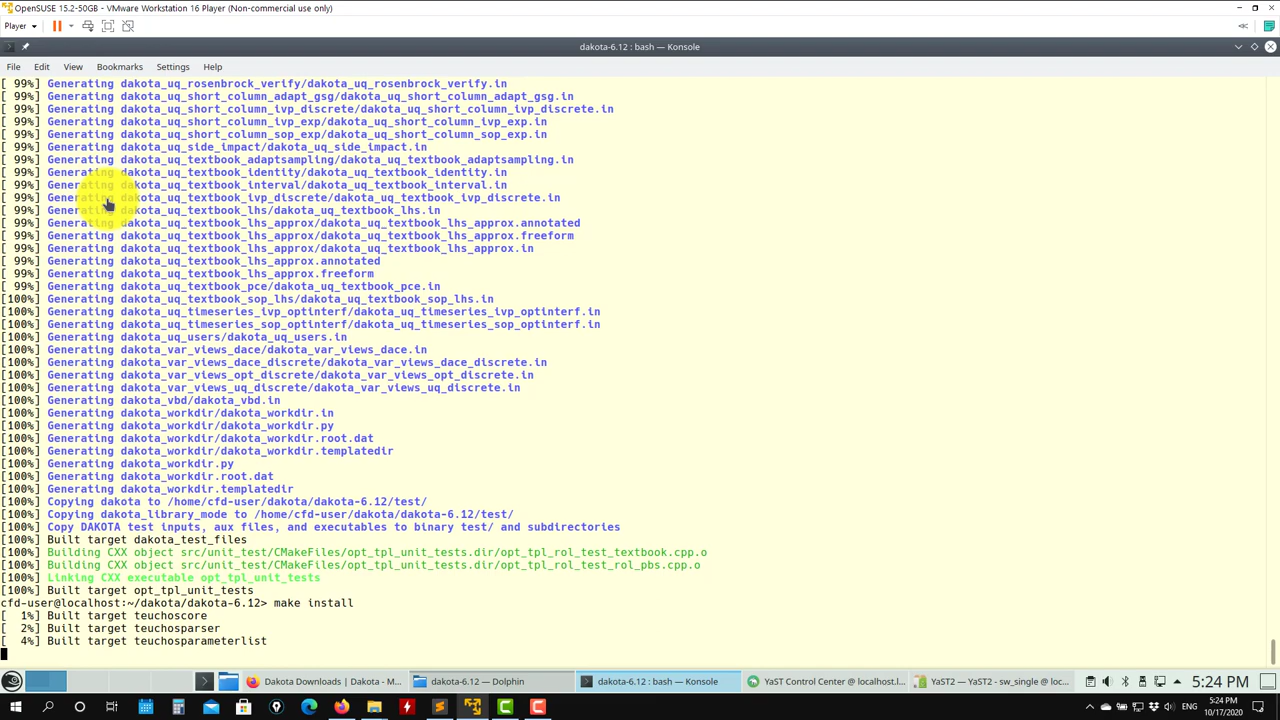 OpenSUSE 15.2-50GB - VMware Workstation 16 Player (Non-commercial use only)
Player
dakota-6.12 : bash — Konsole
File Edit View Bookmarks Settings Help
[ 99%] Generating dakota_uq_rosenbrock_verify/dakota_uq_rosenbrock_verify.in
[ 99%] Generating dakota_uq_short_column_adapt_gsg/dakota_uq_short_column_adapt_gsg.in
[ 99%] Generating dakota_uq_short_column_ivp_discrete/dakota_uq_short_column_ivp_discrete.in
[ 99%] Generating dakota_uq_short_column_ivp_exp/dakota_uq_short_column_ivp_exp.in
[ 99%] Generating dakota_uq_short_column_sop_exp/dakota_uq_short_column_sop_exp.in
[ 99%] Generating dakota_uq_side_impact/dakota_uq_side_impact.in
[ 99%] Generating dakota_uq_textbook_adaptsampling/dakota_uq_textbook_adaptsampling.in
[ 99%] Generating dakota_uq_textbook_identity/dakota_uq_textbook_identity.in
[ 99%] Generating dakota_uq_textbook_interval/dakota_uq_textbook_interval.in
[ 99%] Generating dakota_uq_textbook_ivp_discrete/dakota_uq_textbook_ivp_discrete.in
[ 99%] Generating dakota_uq_textbook_lhs/dakota_uq_textbook_lhs.in
[ 99%] Generating dakota_uq_textbook_lhs_approx/dakota_uq_textbook_lhs_approx.annotated
[ 99%] Generating dakota_uq_textbook_lhs_approx/dakota_uq_textbook_lhs_approx.freeform
[ 99%] Generating dakota_uq_textbook_lhs_approx/dakota_uq_textbook_lhs_approx.in
[ 99%] Generating dakota_uq_textbook_lhs_approx.annotated
[ 99%] Generating dakota_uq_textbook_lhs_approx.freeform
[ 99%] Generating dakota_uq_textbook_pce/dakota_uq_textbook_pce.in
[100%] Generating dakota_uq_textbook_sop_lhs/dakota_uq_textbook_sop_lhs.in
[100%] Generating dakota_uq_timeseries_ivp_optinterf/dakota_uq_timeseries_ivp_optinterf.in
[100%] Generating dakota_uq_timeseries_sop_optinterf/dakota_uq_timeseries_sop_optinterf.in
[100%] Generating dakota_uq_users/dakota_uq_users.in
[100%] Generating dakota_var_views_dace/dakota_var_views_dace.in
[100%] Generating dakota_var_views_dace_discrete/dakota_var_views_dace_discrete.in
[100%] Generating dakota_var_views_opt_discrete/dakota_var_views_opt_discrete.in
[100%] Generating dakota_var_views_uq_discrete/dakota_var_views_uq_discrete.in
[100%] Generating dakota_vbd/dakota_vbd.in
[100%] Generating dakota_workdir/dakota_workdir.in
[100%] Generating dakota_workdir/dakota_workdir.py
[100%] Generating dakota_workdir/dakota_workdir.root.dat
[100%] Generating dakota_workdir/dakota_workdir.templatedir
[100%] Generating dakota_workdir.py
[100%] Generating dakota_workdir.root.dat
[100%] Generating dakota_workdir.templatedir
[100%] Copying dakota to /home/cfd-user/dakota/dakota-6.12/test/
[100%] Copying dakota_library_mode to /home/cfd-user/dakota/dakota-6.12/test/
[100%] Copy DAKOTA test inputs, aux files, and executables to binary test/ and subdirectories
[100%] Built target dakota_test_files
[100%] Building CXX object src/unit_test/CMakeFiles/opt_tpl_unit_tests.dir/opt_tpl_rol_test_textbook.cpp.o
[100%] Building CXX object src/unit_test/CMakeFiles/opt_tpl_unit_tests.dir/opt_tpl_rol_test_rol_pbs.cpp.o
[100%] Linking CXX executable opt_tpl_unit_tests
[100%] Built target opt_tpl_unit_tests
cfd-user@localhost:~/dakota/dakota-6.12> make install
[  1%] Built target teuchoscore
[  2%] Built target teuchosparser
[  4%] Built target teuchosparameterlist
Dakota Downloads | Dakota - M... dakota-6.12 — Dolphin dakota-6.12 : bash — Konsole YaST Control Center @ localhost.l... YaST2 — YaST2 - sw_single @ loc... 5:24 PM
ENG 5:24 PM
10/17/2020